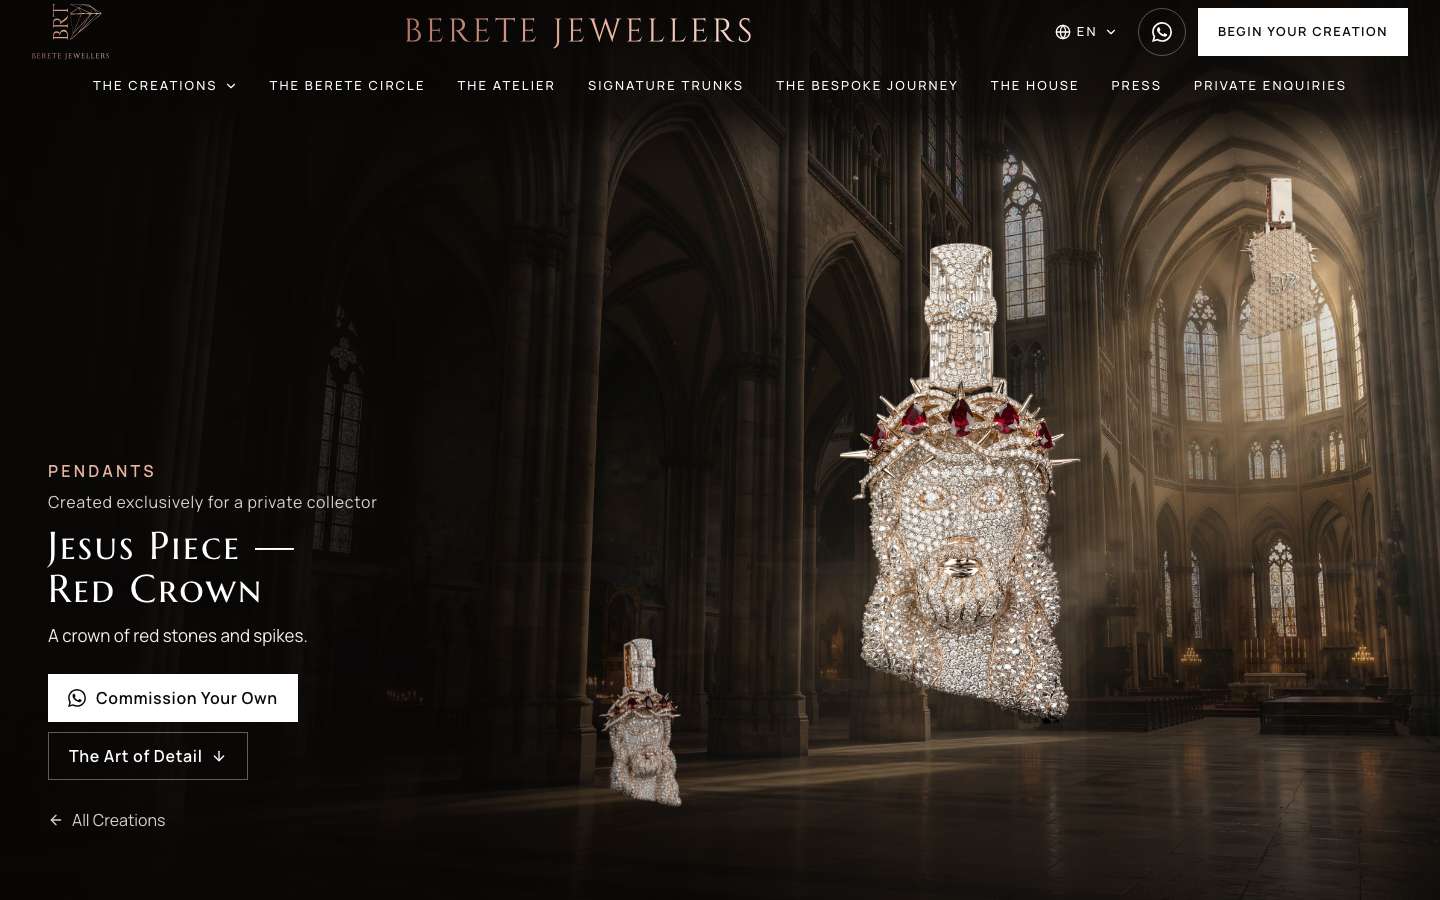 BRT
BERETE JEWELLERS
BERETE JEWELLERS
EN
BEGIN YOUR CREATION
THE CREATIONS
THE BERETE CIRCLE
THE ATELIER
SIGNATURE TRUNKS
THE BESPOKE JOURNEY
THE HOUSE
PRESS
PRIVATE ENQUIRIES
PENDANTS
Created exclusively for a private collector
Jesus Piece —
Red Crown
A crown of red stones and spikes.
Commission Your Own
The Art of Detail ↓
← All Creations